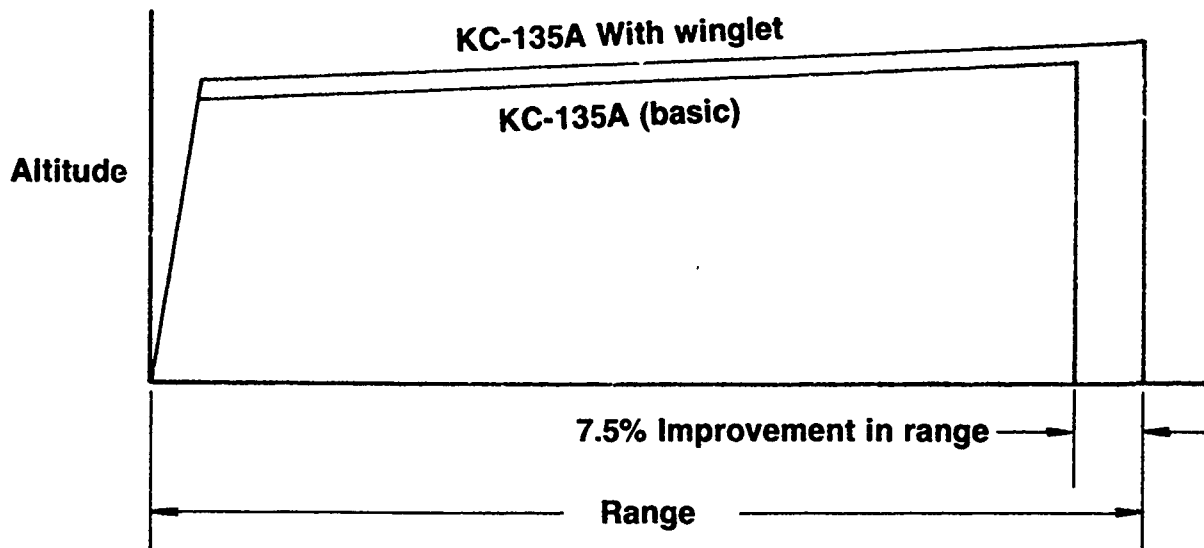 KC-135A With winglet
KC-135A (basic)
Altitude
7.5% Improvement in range
Range